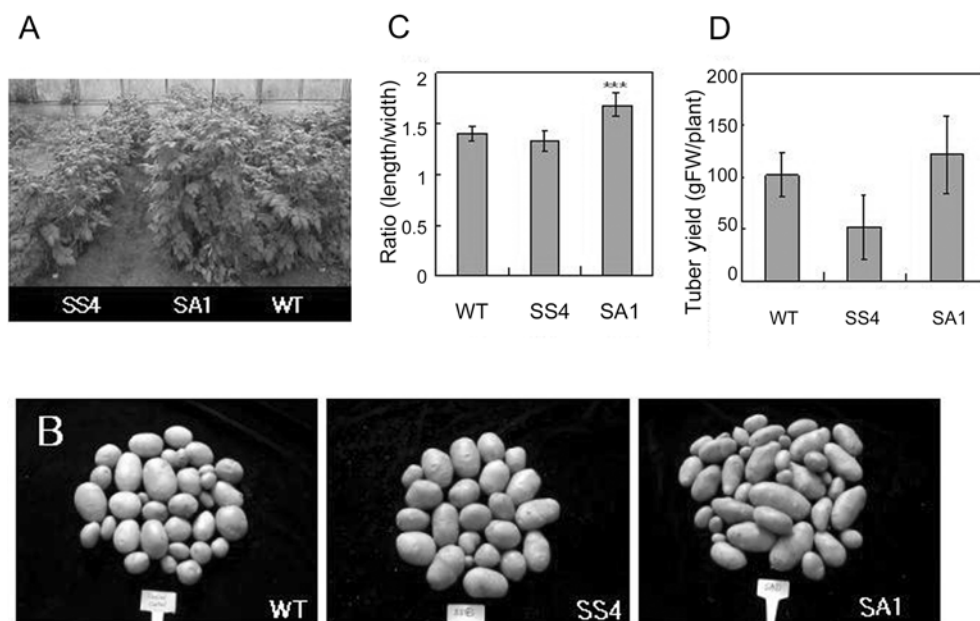 A
SS4 SA1 WT
C
Ratio (length/width)
2
1.5
1
0.5
0
***
WT SS4 SA1
D
Tuber yield (gFW/plant)
200
150
100
50
0
WT SS4 SA1
B
WT
SS4
SA1